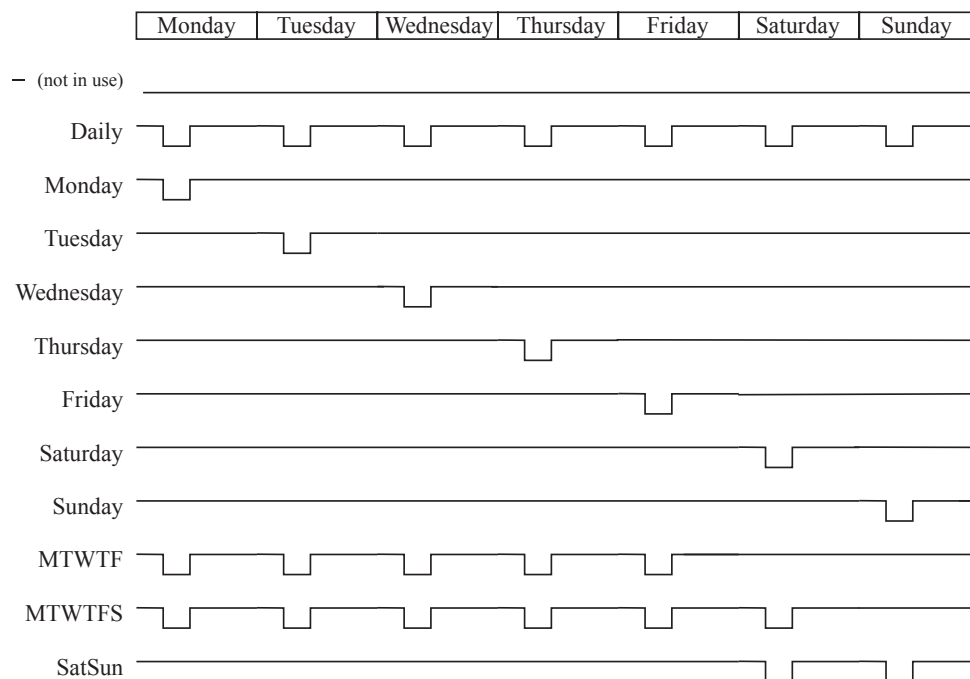 Monday Tuesday Wednesday Thursday Friday Saturday Sunday
– (not in use)
Daily
Monday
Tuesday
Wednesday
Thursday
Friday
Saturday
Sunday
MTWTF
MTWTFS
SatSun